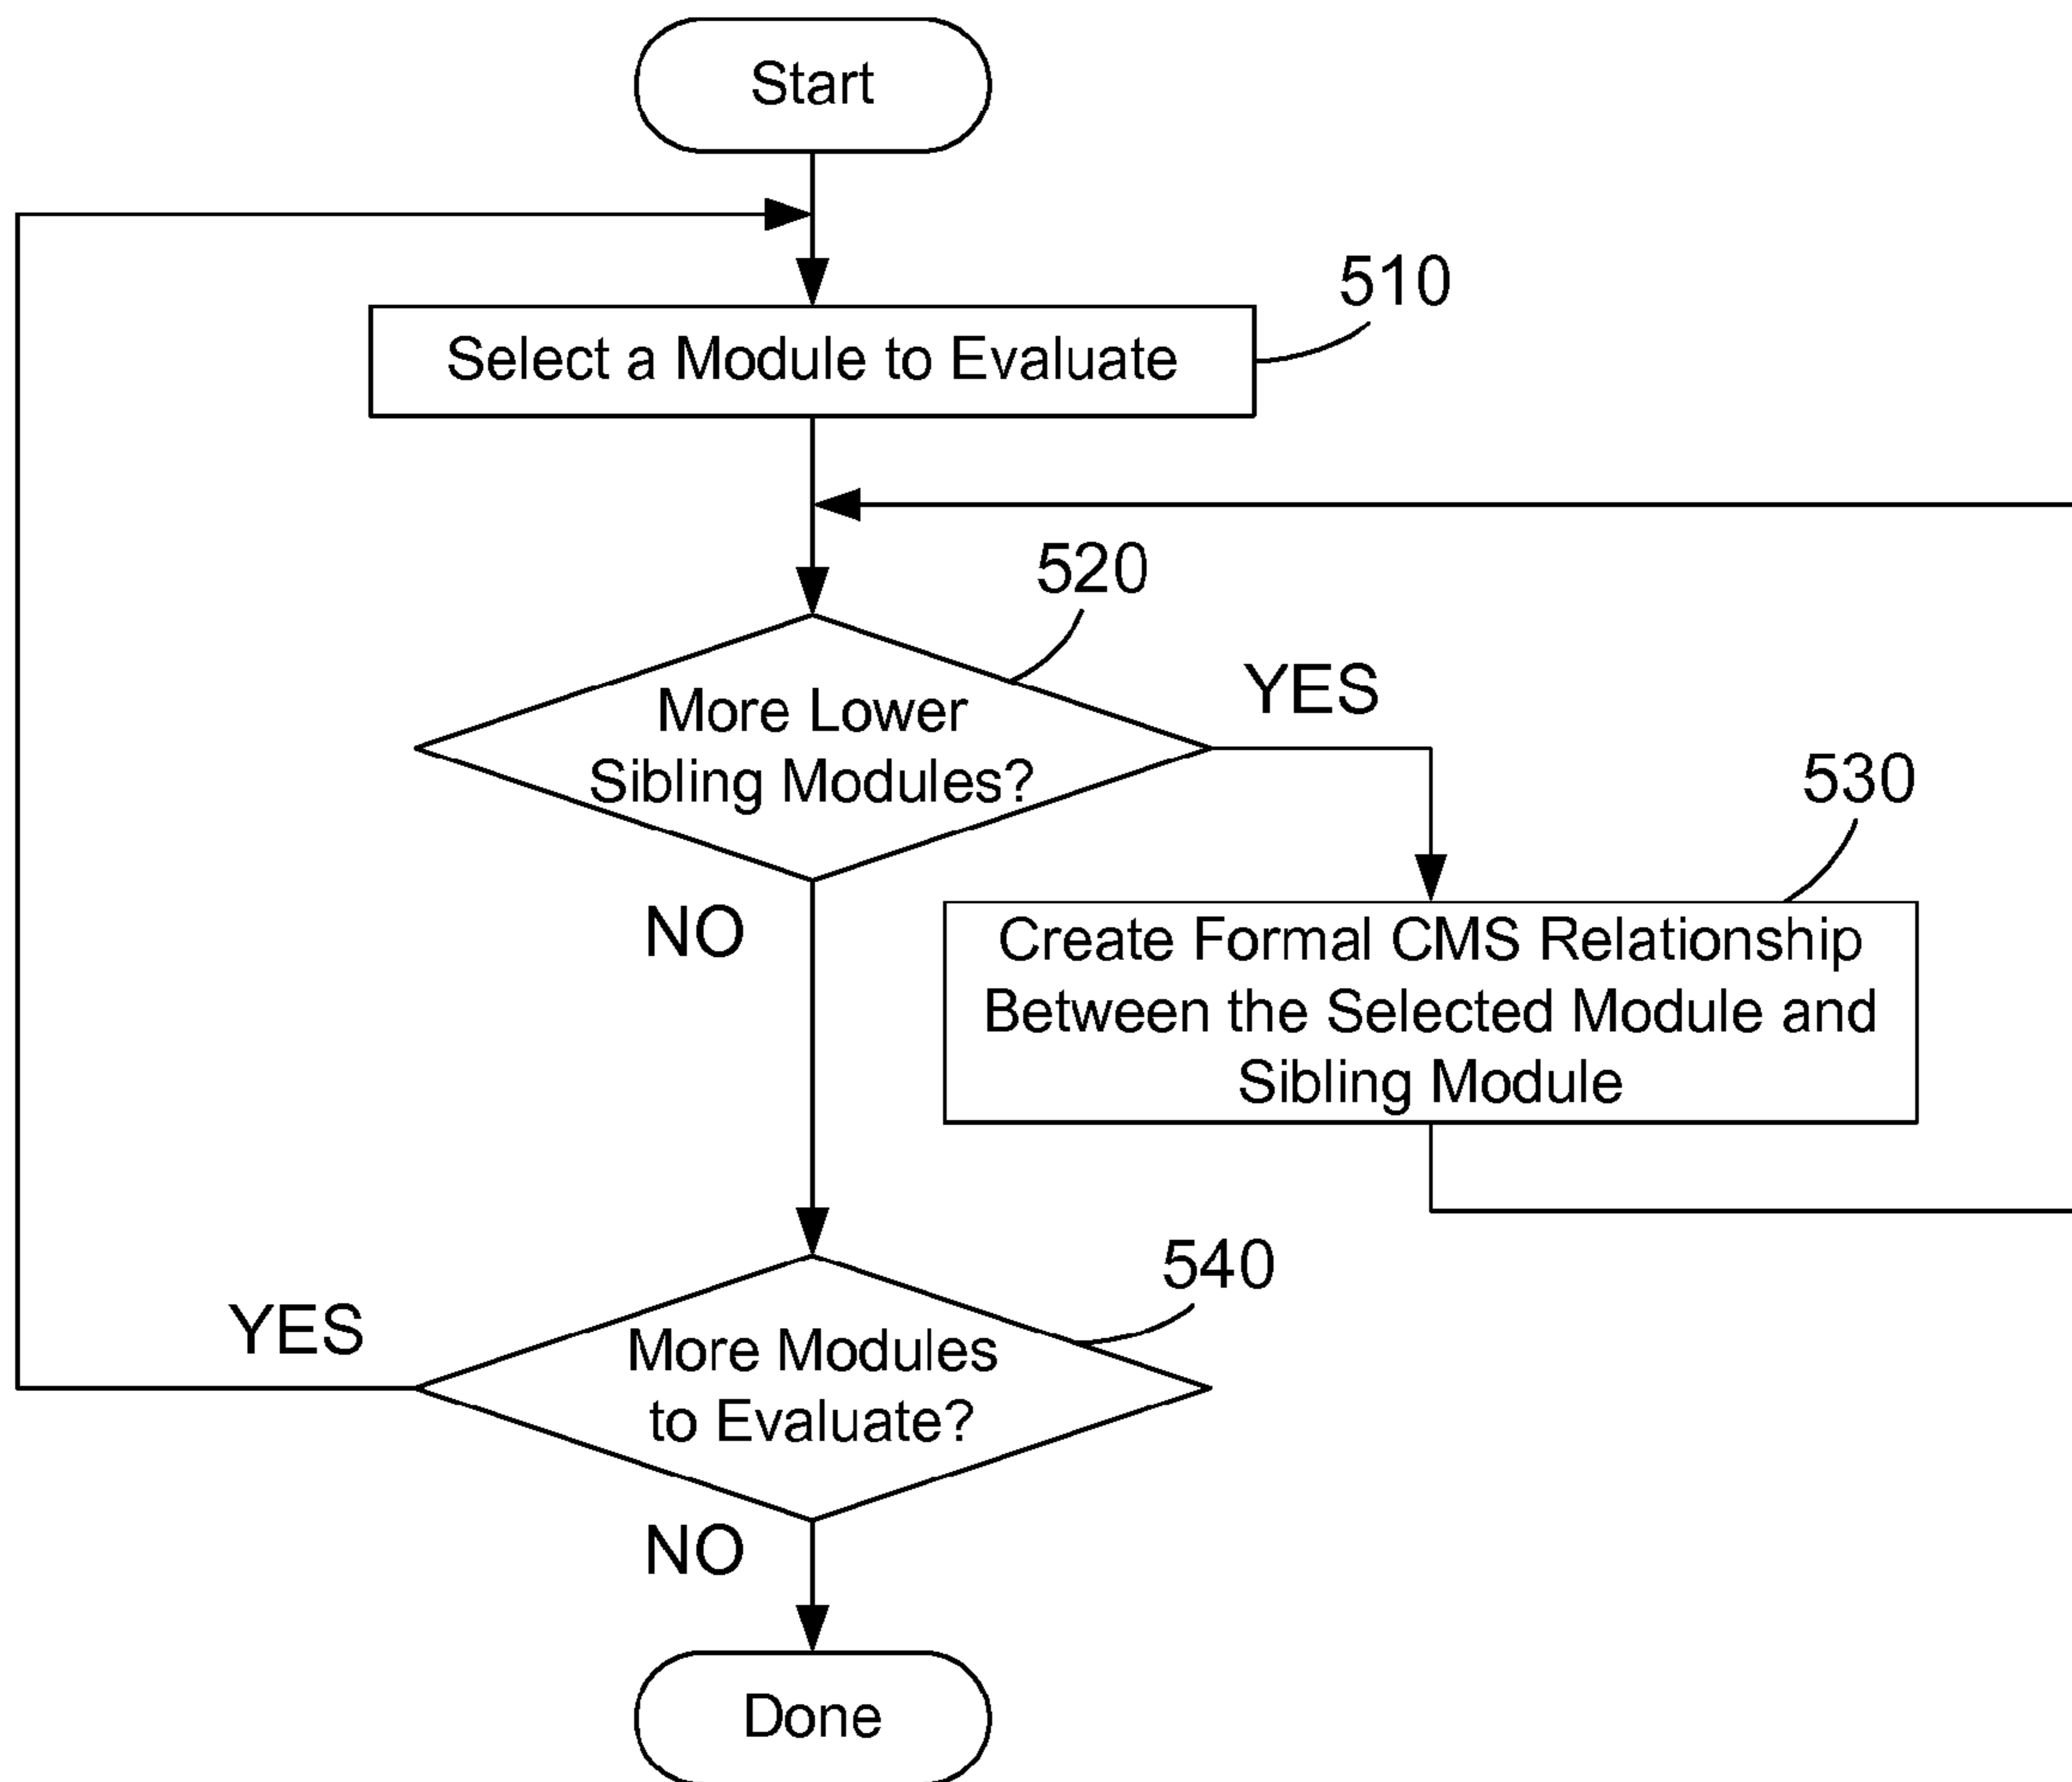 Start
510
Select a Module to Evaluate
520
More Lower
Sibling Modules?
YES
530
NO
Create Formal CMS Relationship
Between the Selected Module and
Sibling Module
540
YES
More Modules
to Evaluate?
NO
Done